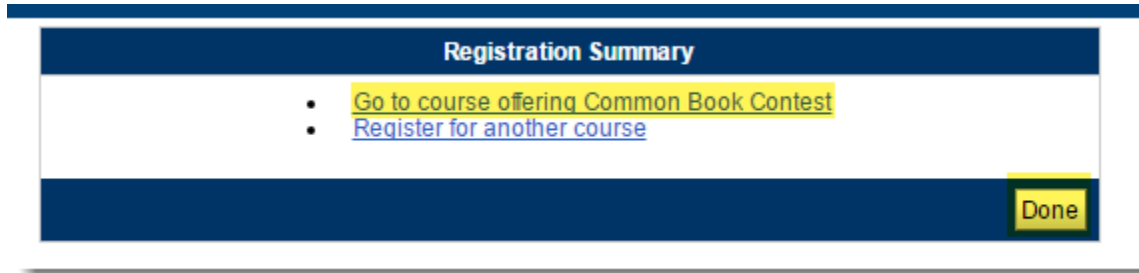 Registration Summary
• Go to course offering Common Book Contest
• Register for another course
Done